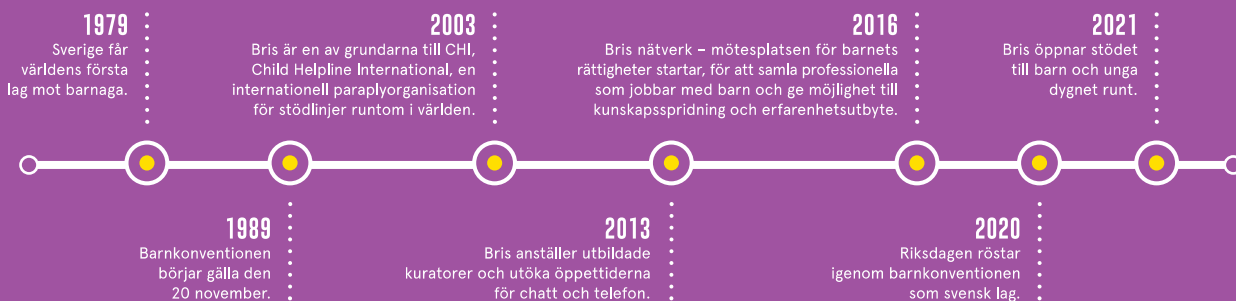 1979
Sverige får
världens första
lag mot barnaga.
2003
Bris är en av grundarna till CHI,
Child Helpline International, en
internationell paraplyorganisation
för stödlinjer runtom i världen.
2016
Bris nätverk – mötesplatsen för barnets
rättigheter startar, för att samla professionella
som jobbar med barn och ge möjlighet till
kunskapsspridning och erfarenhetsutbyte.
2021
Bris öppnar stödet
till barn och unga
dygnet runt.
1989
Barnkonventionen
börjar gälla den
20 november.
2013
Bris anställer utbildade
kuratorer och utöka öppettiderna
för chatt och telefon.
2020
Riksdagen röstar
igenom barnkonventionen
som svensk lag.